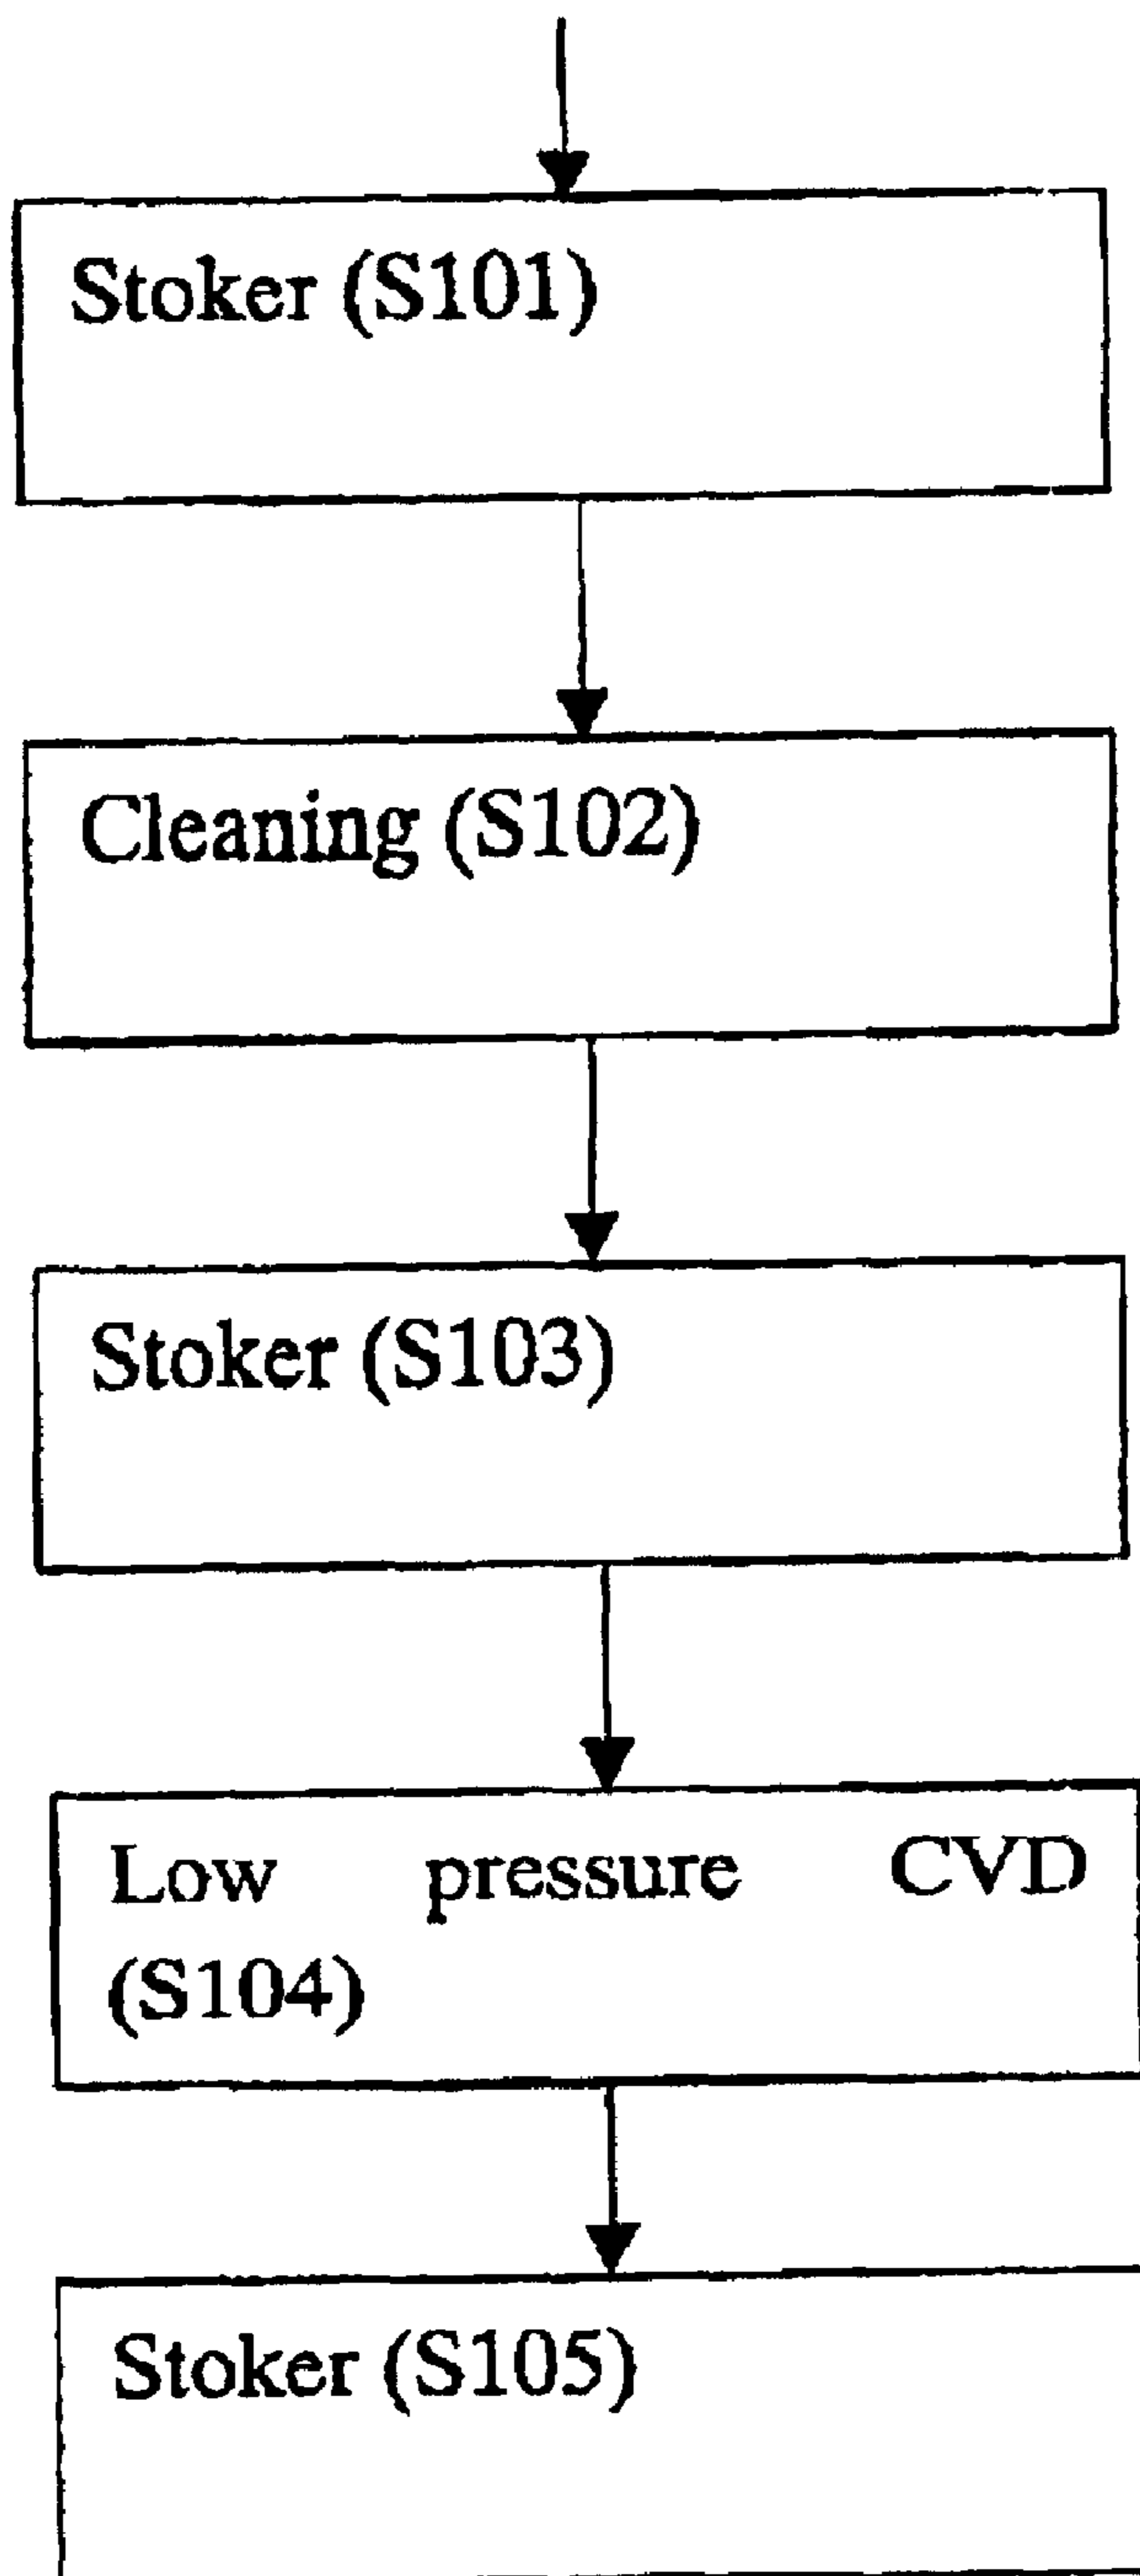 Stoker (S101)
Cleaning (S102)
Stoker (S103)
Low pressure CVD
(S104)
Stoker (S105)